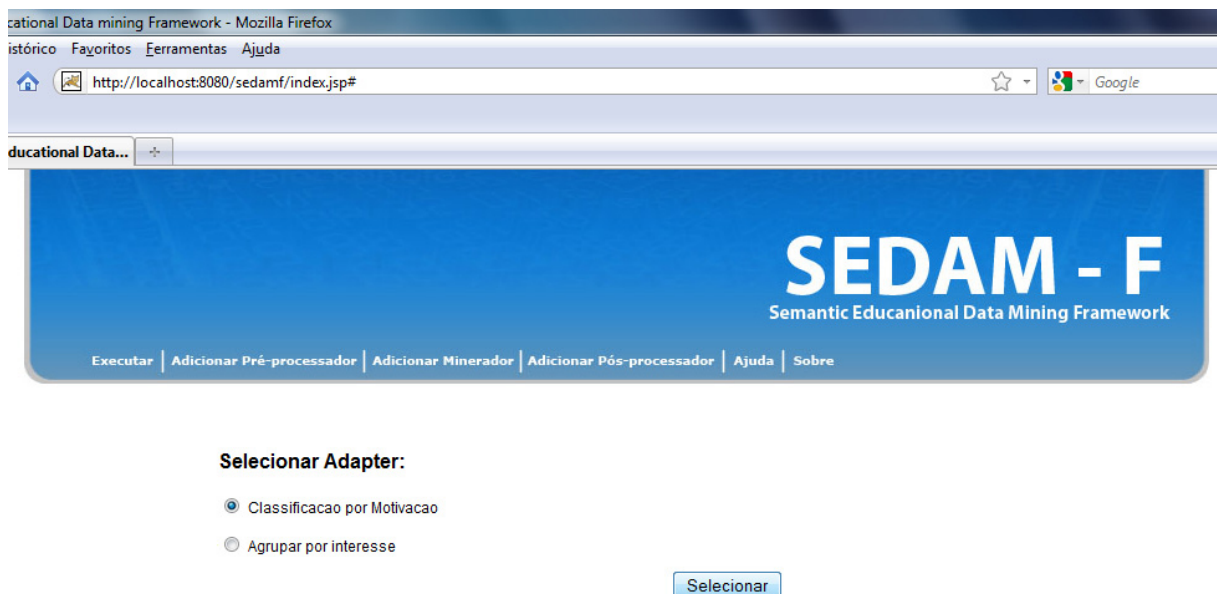 cational Data mining Framework - Mozilla Firefox
istórico Favoritos Ferramentas Ajuda
http://localhost:8080/sedamf/index.jsp# Google
ducational Data...
SEDAM - F
Semantic Educanional Data Mining Framework
Executar | Adicionar Pré-processador | Adicionar Minerador | Adicionar Pós-processador | Ajuda | Sobre
Selecionar Adapter:
Classificacao por Motivacao
Agrupar por interesse
Selecionar